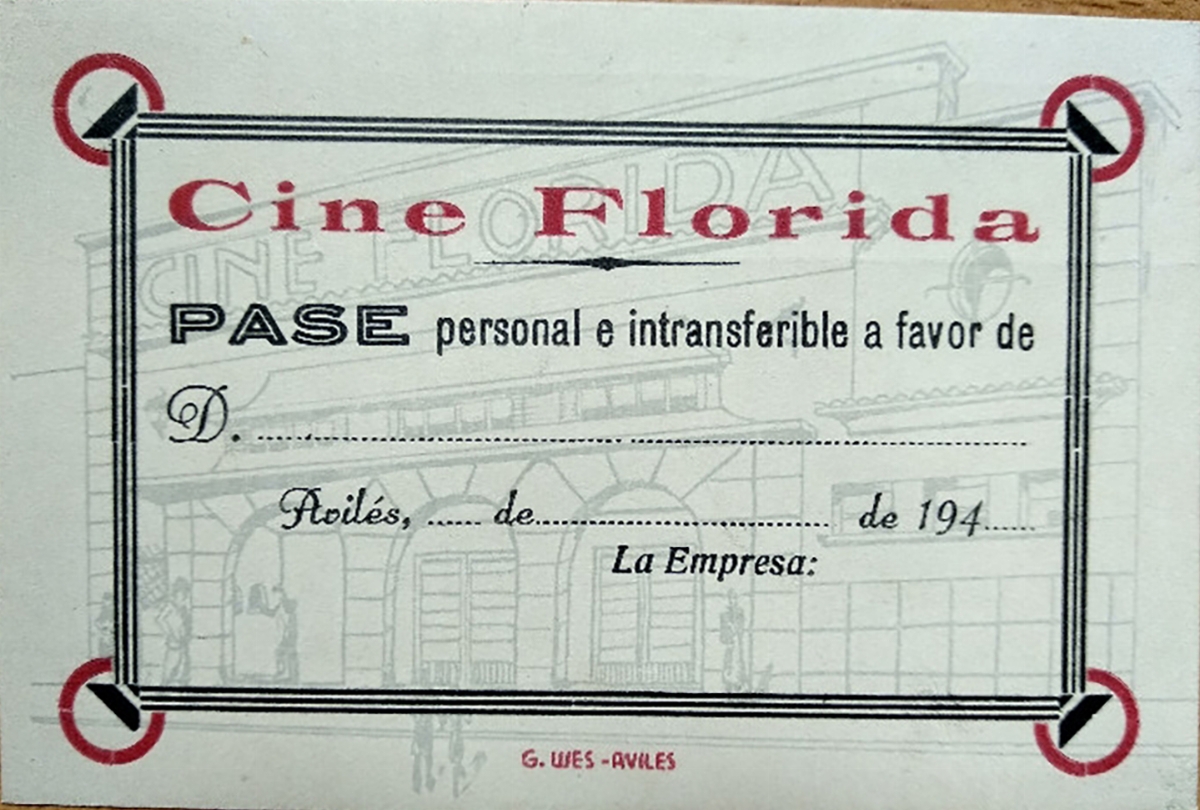 Cine Florida
CINE FLORIDA
PASE personal e intransferible a favor de
D. ........................................
Avilés, ...... de........................................ de 194......
La Empresa:
G. WES - AVILES